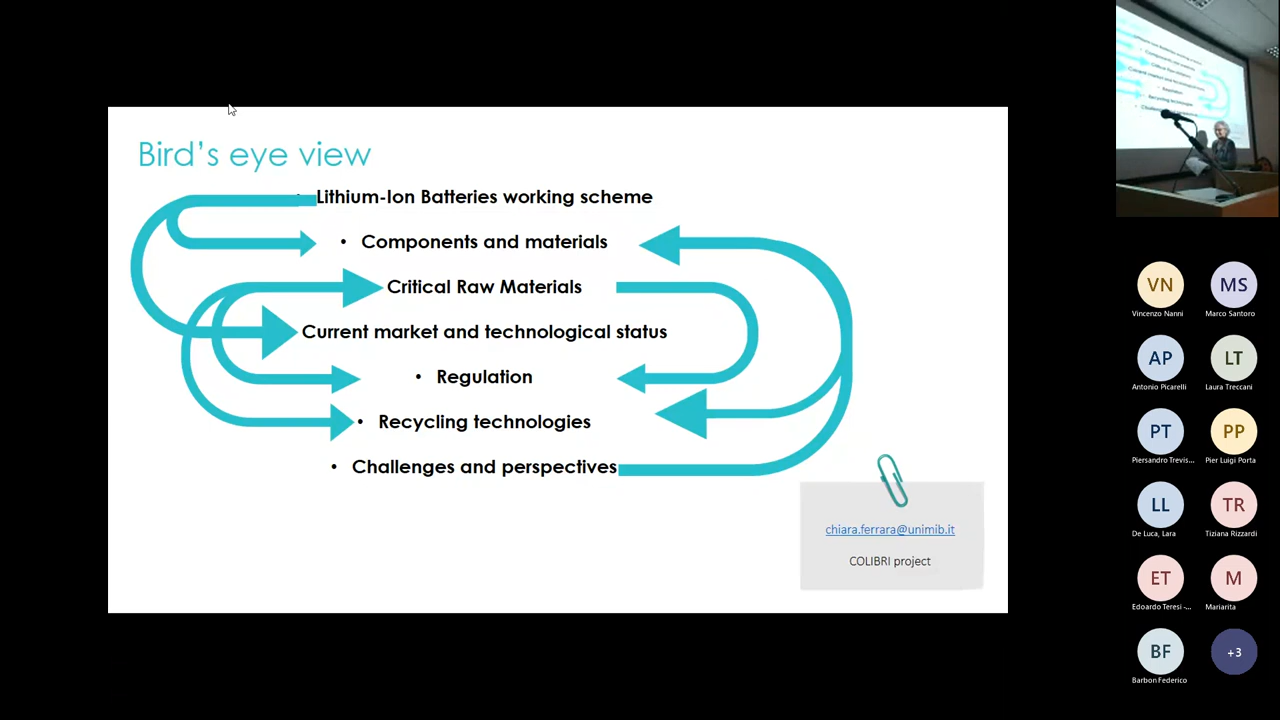 Bird's eye view
• Lithium-Ion Batteries working scheme
• Components and materials
Critical Raw Materials
Current market and technological status
• Regulation
• Recycling technologies
• Challenges and perspectives
chiara.ferrara@unimib.it
COLIBRI project
VN
Vincenzo Nanni
MS
Marco Santoro
AP
Antonio Picarelli
LT
Laura Treccani
PT
Piersandro Trevis...
PP
Pier Luigi Porta
LL
De Luca, Lara
TR
Tiziana Rizzardi
ET
Edoardo Teresi -...
M
Mariarita
BF
Barbon Federico
+3